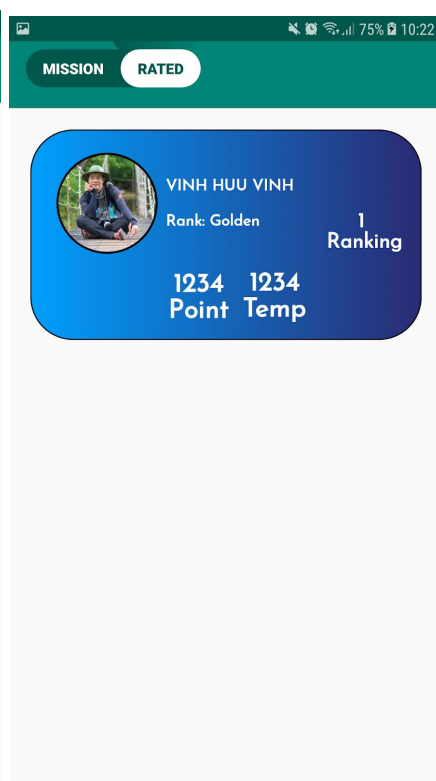 75% 10:22
MISSION RATED
VINH HUU VINH
Rank: Golden
1
Ranking
1234 1234
Point Temp